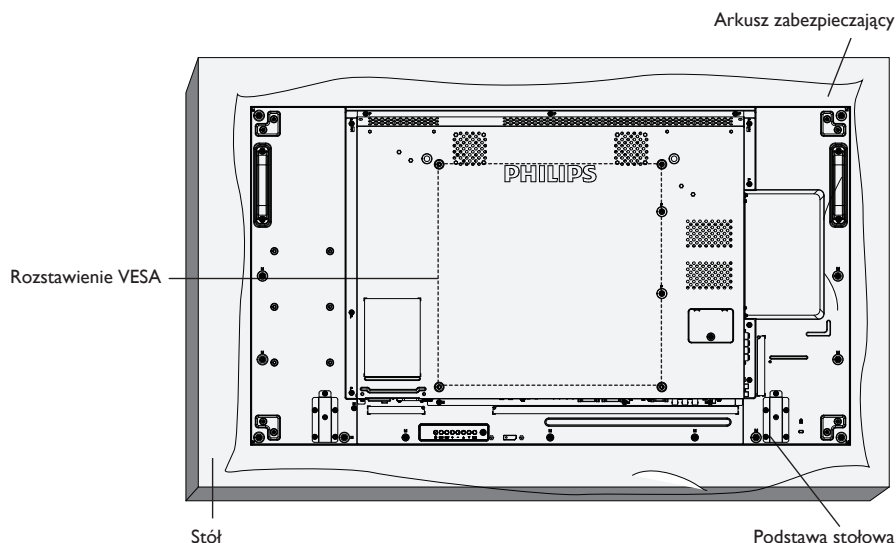 Arkusz zabezpieczający
PHILIPS
Rozstawienie VESA
Stół
Podstawa stołowa